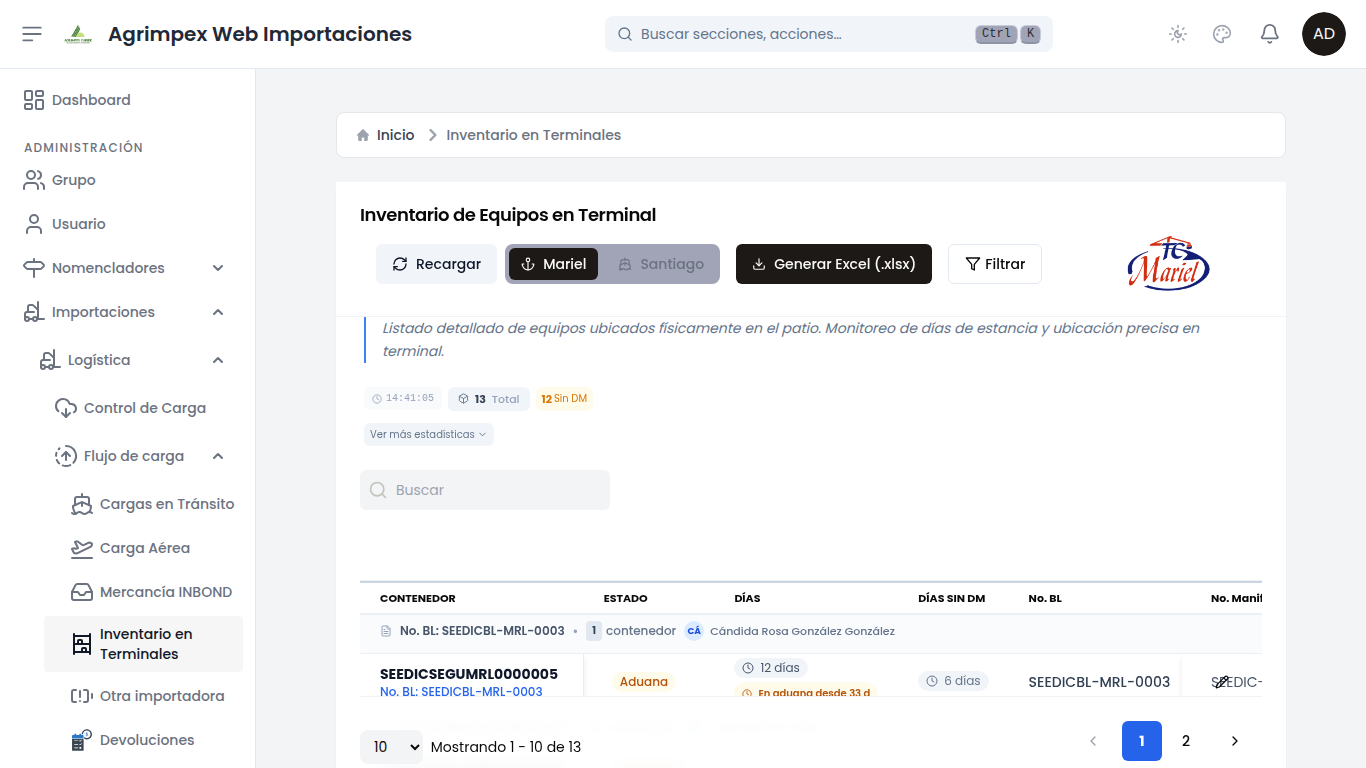 Agrimpex Web Importaciones
Buscar secciones, acciones...
Ctrl K
AD
Dashboard
ADMINISTRACIÓN
Grupo
Usuario
Nomencladores
Importaciones
Logística
Control de Carga
Flujo de carga
Cargas en Tránsito
Carga Aérea
Mercancía INBOND
Inventario en
Terminales
Otra importadora
Devoluciones
Inicio > Inventario en Terminales
Inventario de Equipos en Terminal
Recargar
Mariel
Santiago
Generar Excel (.xlsx)
Filtrar
TC Mariel
Listado detallado de equipos ubicados físicamente en el patio. Monitoreo de días de estancia y ubicación precisa en
terminal.
14:41:05
13 Total
12 Sin DM
Ver más estadísticas
Buscar
CONTENEDOR ESTADO DÍAS DÍAS SIN DM No. BL No. Manif
No. BL: SEEDICBL-MRL-0003 • 1 contenedor CÁ Cándida Rosa González González
SEEDICSEGUMRL0000005
No. BL: SEEDICBL-MRL-0003
Aduana
12 días
En aduana desde 33 d
6 días
SEEDICBL-MRL-0003
SEEDIC-
10 Mostrando 1 - 10 de 13
1 2